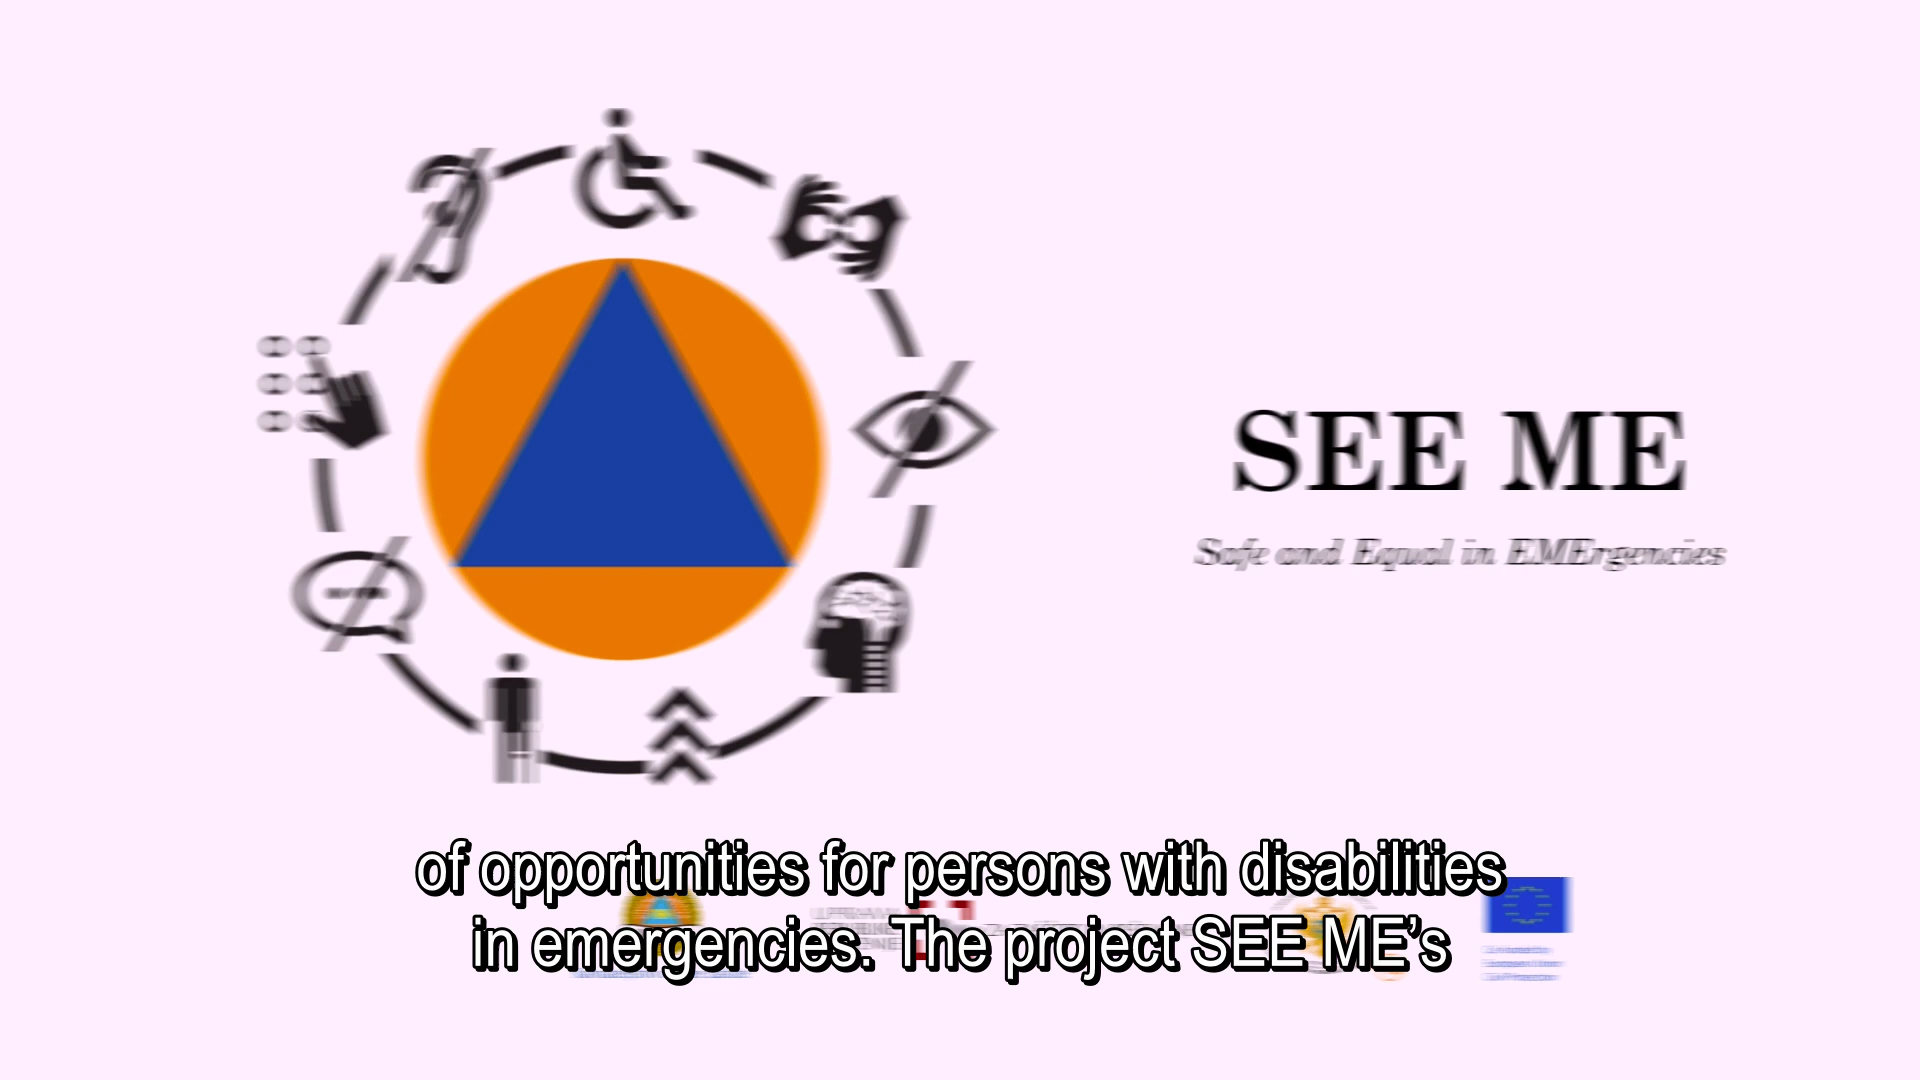 SEE ME
Safe and Equal in EMErgencies
of opportunities for persons with disabilities
in emergencies. The project SEE ME’s